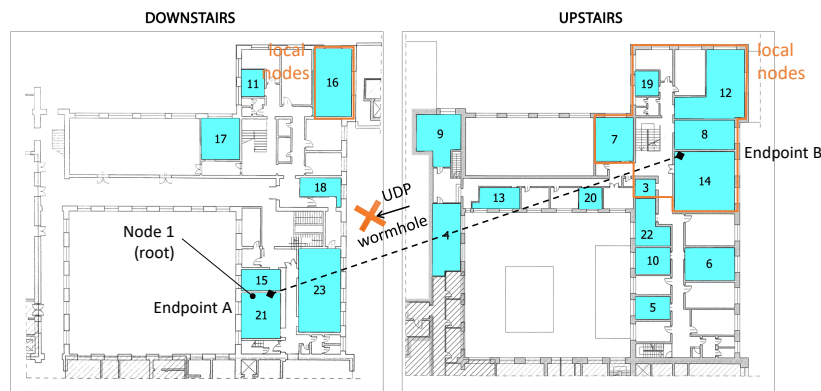 DOWNSTAIRS
UPSTAIRS
local
nodes
11
16
17
18
Node 1
(root)
15
Endpoint A
21
23
UDP
wormhole
local
nodes
19
12
9
7
8
Endpoint B
14
3
13
20
4
22
10
6
5